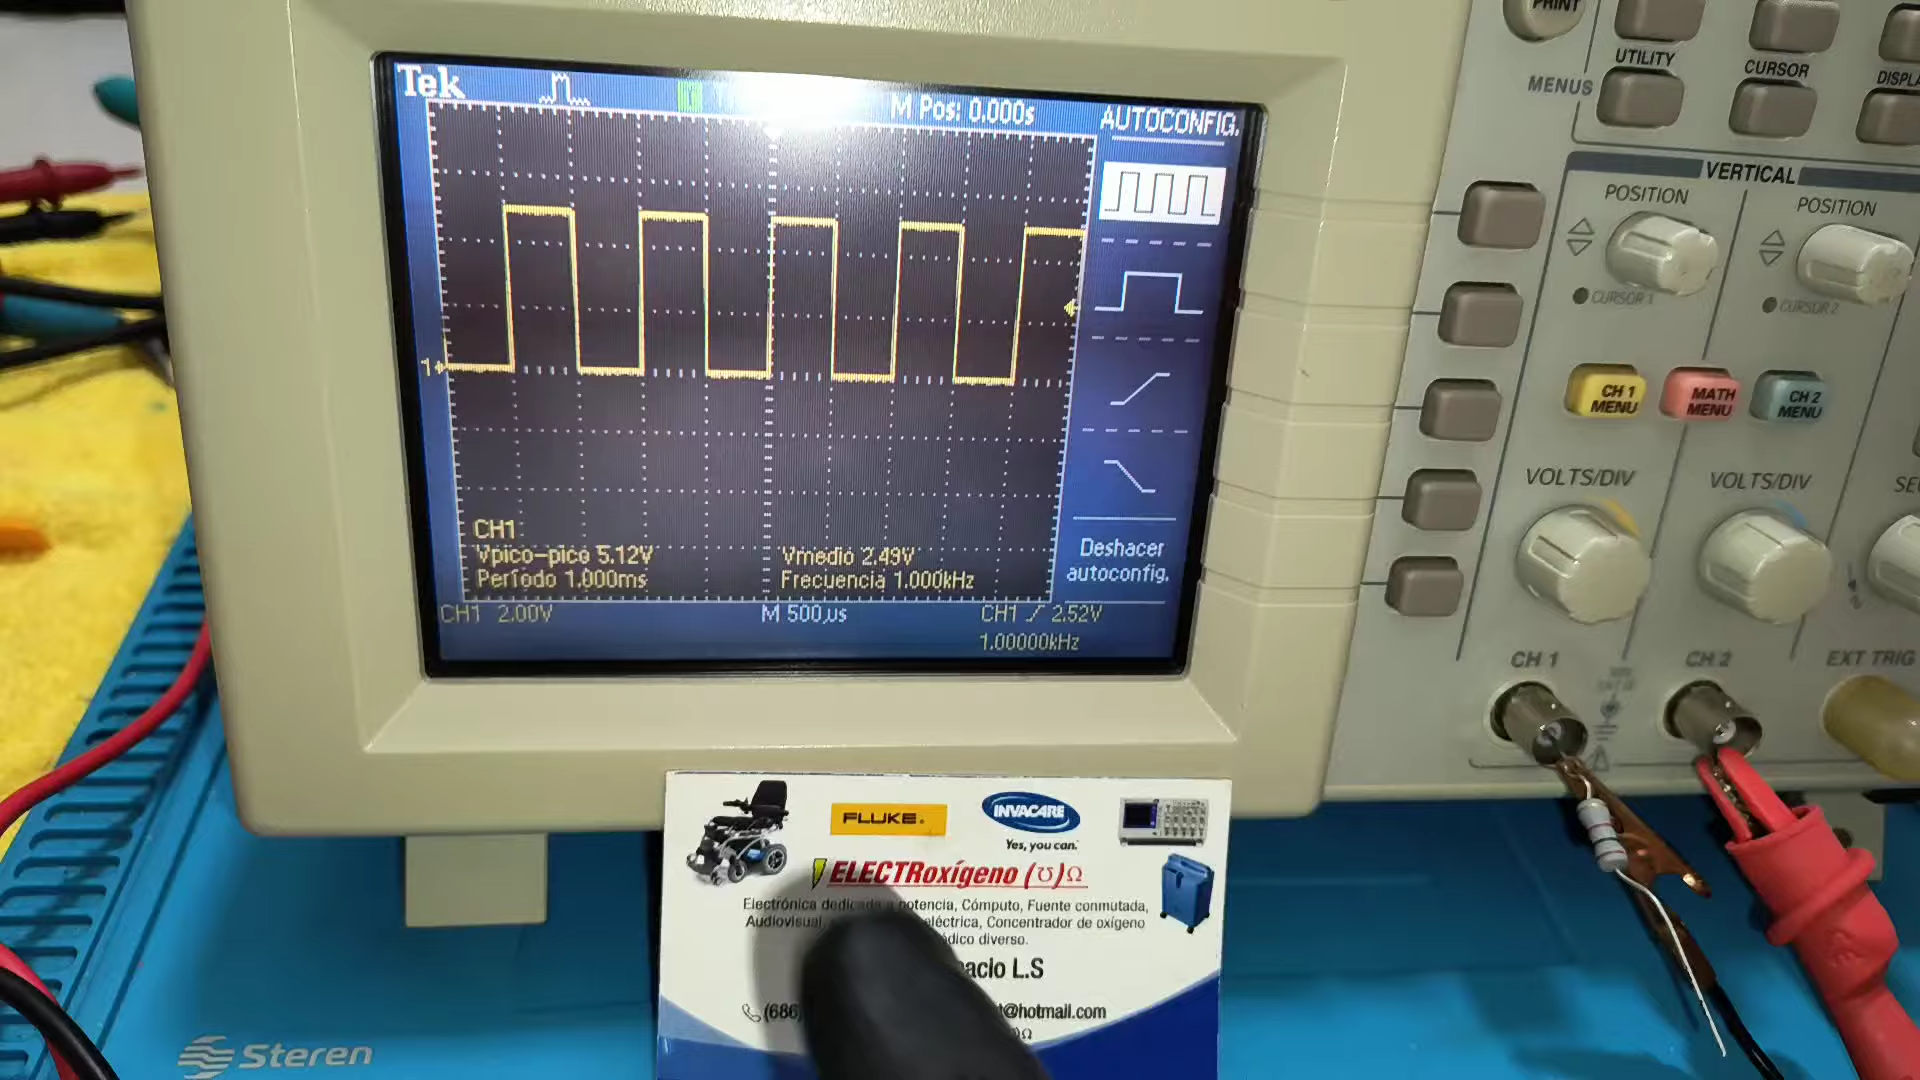 Tek
M Pos: 0.000s
AUTOCONFIG.
1
CH1
Vpico-pico 5.12V
Vmedio 2.49V
Período 1.000ms
Frecuencia 1.000kHz
CH1 2.00V
M 500µs
CH1 2.52V
1.00000kHz
Deshacer
autoconfig.
PRINT
UTILITY
CURSOR
MENUS
VERTICAL
POSITION
POSITION
CURSOR 1
CURSOR 2
CH 1
MENU
MATH
MENU
CH 2
MENU
VOLTS/DIV
VOLTS/DIV
CH 1
CH 2
EXT TRIG
FLUKE.
INVACARE
Yes, you can.
ELECTRoxígeno (℧)Ω
Electrónica dedicada a potencia, Cómputo, Fuente conmutada,
Audiovisual, eléctrica, Concentrador de oxígeno
diverso.
L.S
(686)
@hotmail.com
Ω
Steren